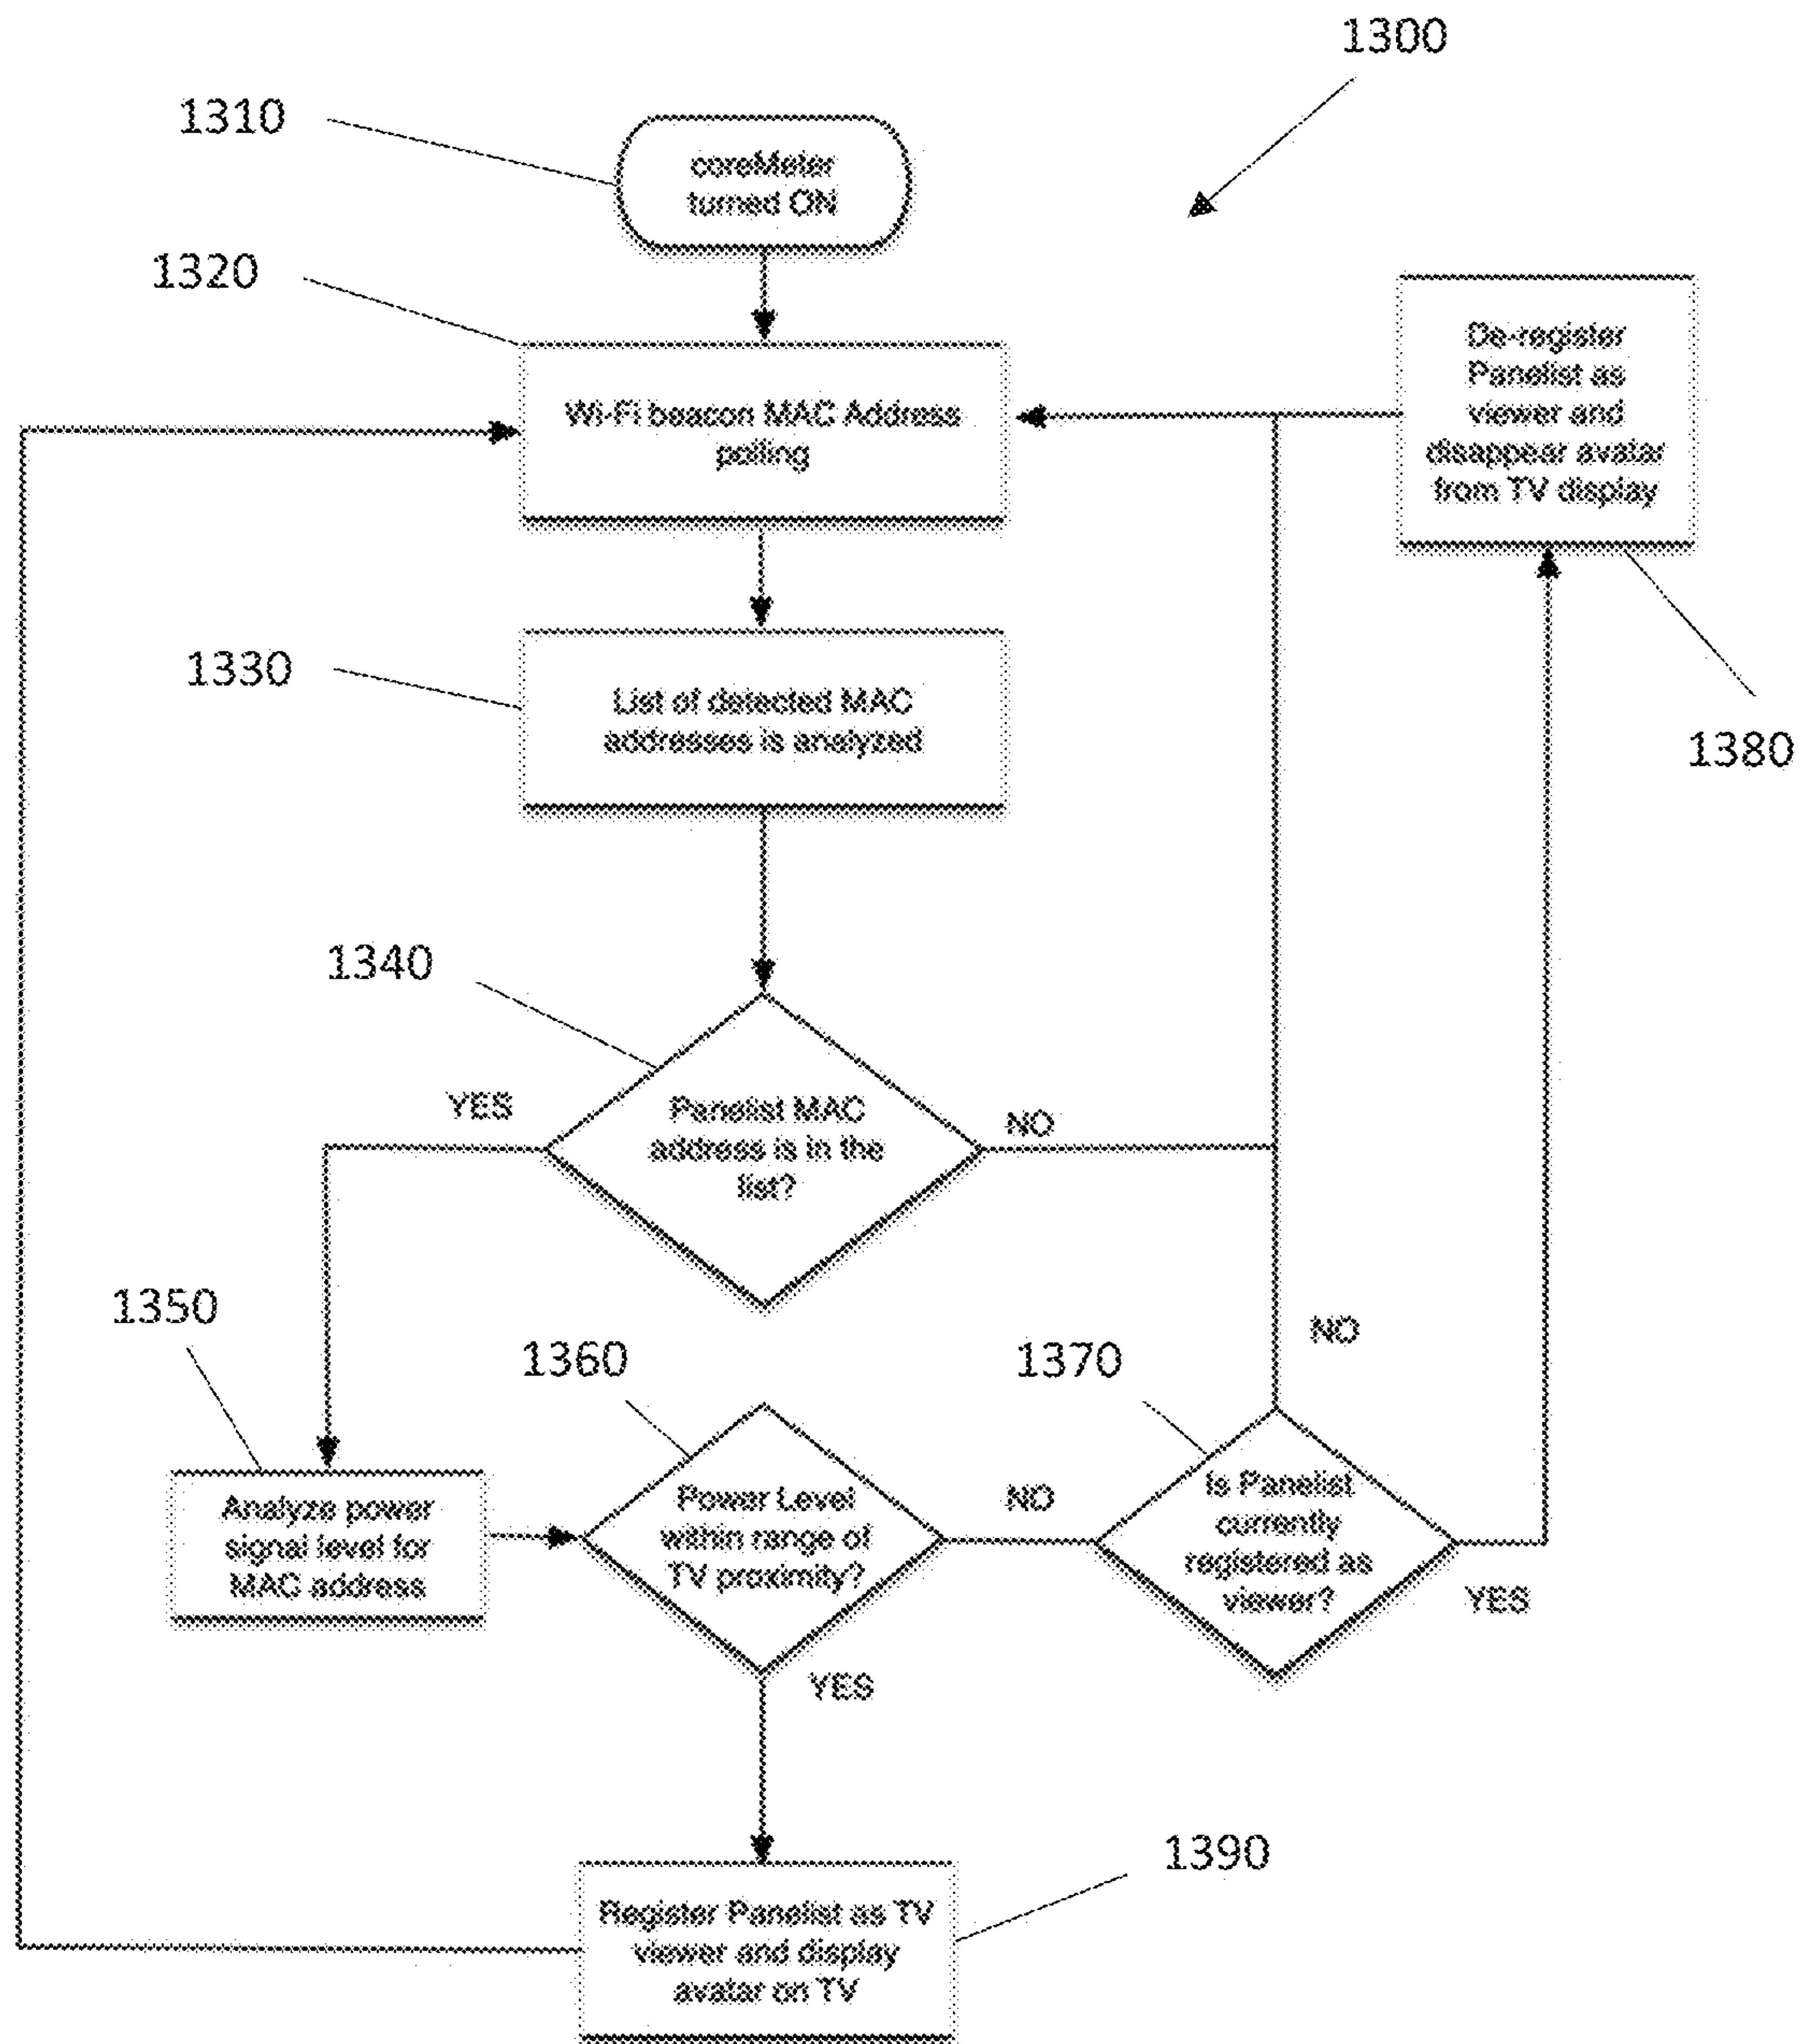 1300
1310
coreMeter
turned ON
1320
Wi-Fi beacon MAC Address
polling
De-register
Panelist as
viewer and
disappear avatar
from TV display
1380
1330
List of detected MAC
addresses is analyzed
1340
YES
Panelist MAC
address is in the
list?
NO
1350
Analyze power
signal level for
MAC address
1360
Power Level
within range of
TV proximity?
NO
YES
1370
NO
Is Panelist
currently
registered as
viewer?
YES
1390
Register Panelist as TV
viewer and display
avatar on TV